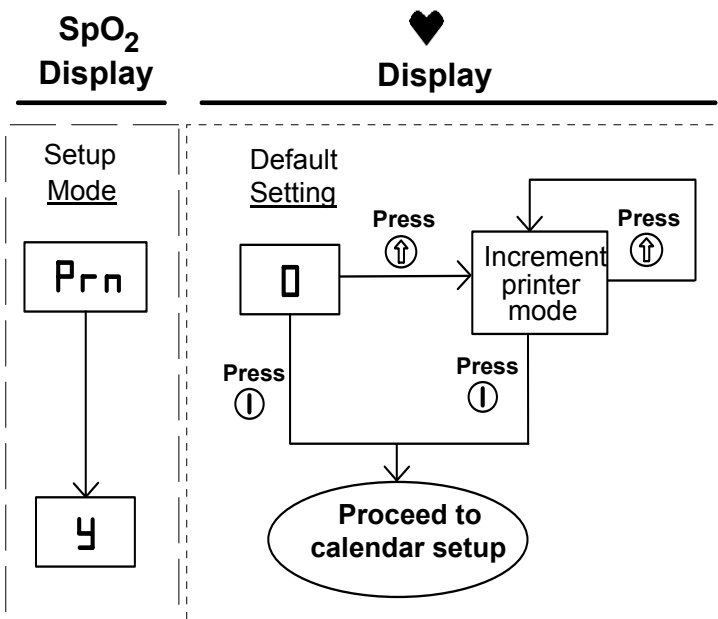 SpO2
Display
Display
Setup
Mode
Default
Setting
Prn
0
Press
Increment
printer
mode
Press
Press
Press
y
Proceed to
calendar setup